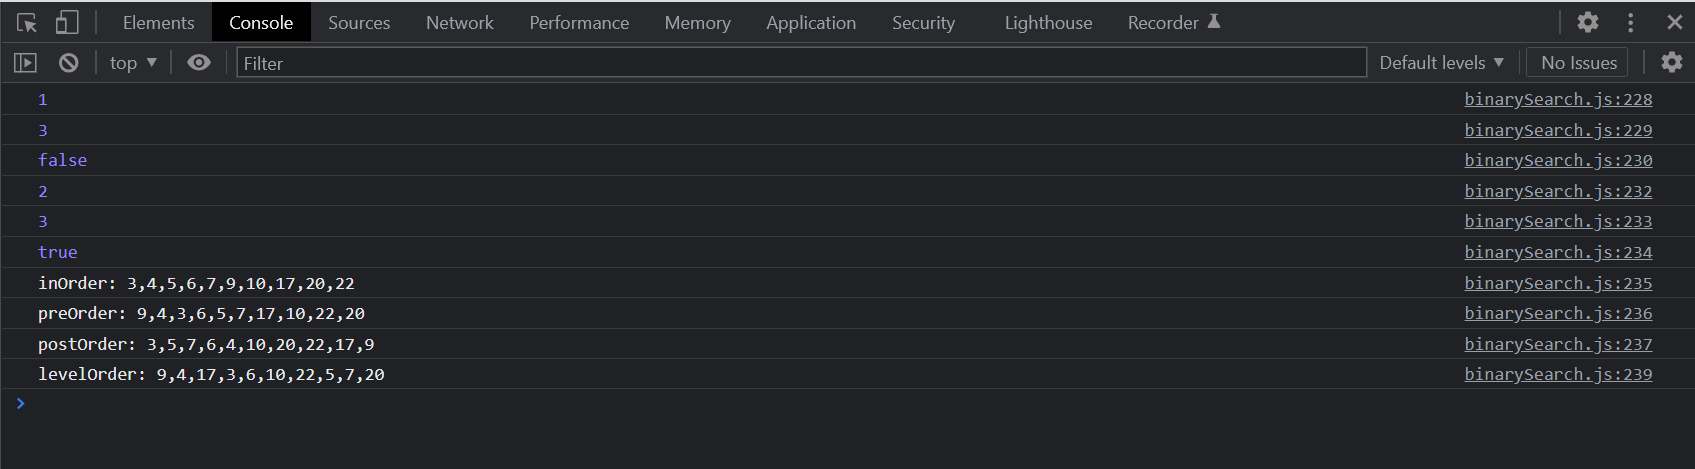 Elements Console Sources Network Performance Memory Application Security Lighthouse Recorder
top Filter Default levels No Issues
1 binarySearch.js:228
3 binarySearch.js:229
false binarySearch.js:230
2 binarySearch.js:232
3 binarySearch.js:233
true binarySearch.js:234
inOrder: 3,4,5,6,7,9,10,17,20,22 binarySearch.js:235
preOrder: 9,4,3,6,5,7,17,10,22,20 binarySearch.js:236
postOrder: 3,5,7,6,4,10,20,22,17,9 binarySearch.js:237
levelOrder: 9,4,17,3,6,10,22,5,7,20 binarySearch.js:239